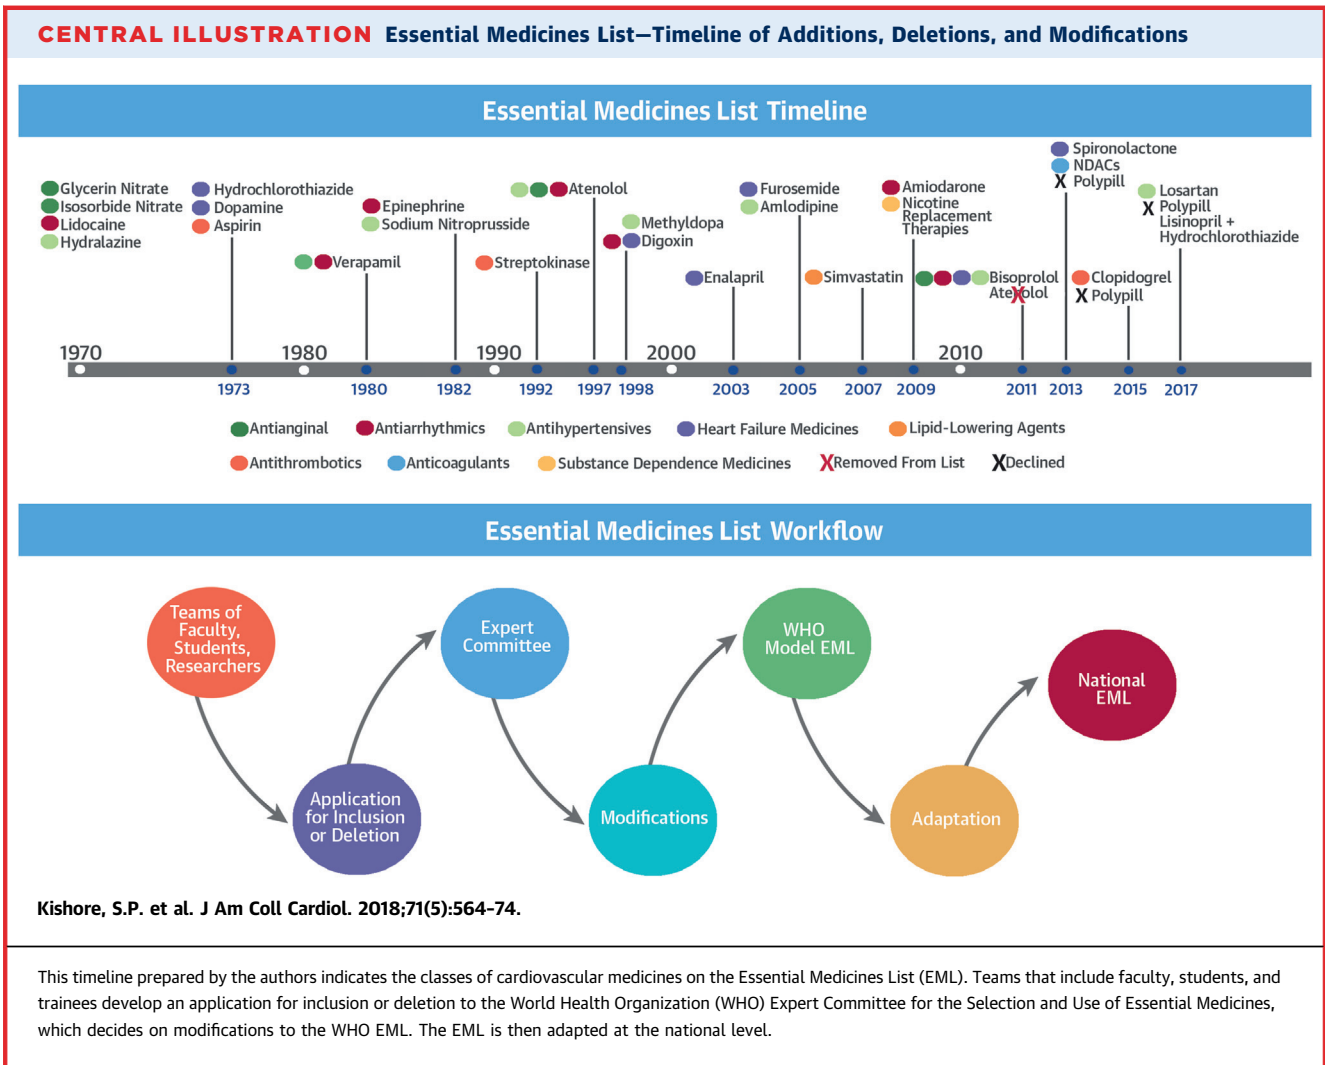 CENTRAL ILLUSTRATION Essential Medicines List—Timeline of Additions, Deletions, and Modifications
Essential Medicines List Timeline
Glycerin Nitrate
Isosorbide Nitrate
Lidocaine
Hydralazine
Hydrochlorothiazide
Dopamine
Aspirin
Verapamil
Epinephrine
Sodium Nitroprusside
Streptokinase
Atenolol
Methyldopa
Digoxin
Enalapril
Furosemide
Amlodipine
Simvastatin
Amiodarone
Nicotine
Replacement
Therapies
Bisoprolol
Atenolol
Spironolactone
NDACs
X Polypill
Clopidogrel
X Polypill
Losartan
X Polypill
Lisinopril +
Hydrochlorothiazide
1970 1980 1990 2000 2010
1973 1980 1982 1992 1997 1998 2003 2005 2007 2009 2011 2013 2015 2017
Antianginal Antiarrhythmics Antihypertensives Heart Failure Medicines Lipid-Lowering Agents
Antithrombotics Anticoagulants Substance Dependence Medicines X Removed From List X Declined
Essential Medicines List Workflow
Teams of
Faculty,
Students,
Researchers
Application
for Inclusion
or Deletion
Expert
Committee
Modifications
WHO
Model EML
Adaptation
National
EML
Kishore, S.P. et al. J Am Coll Cardiol. 2018;71(5):564–74.
This timeline prepared by the authors indicates the classes of cardiovascular medicines on the Essential Medicines List (EML). Teams that include faculty, students, and
trainees develop an application for inclusion or deletion to the World Health Organization (WHO) Expert Committee for the Selection and Use of Essential Medicines,
which decides on modifications to the WHO EML. The EML is then adapted at the national level.